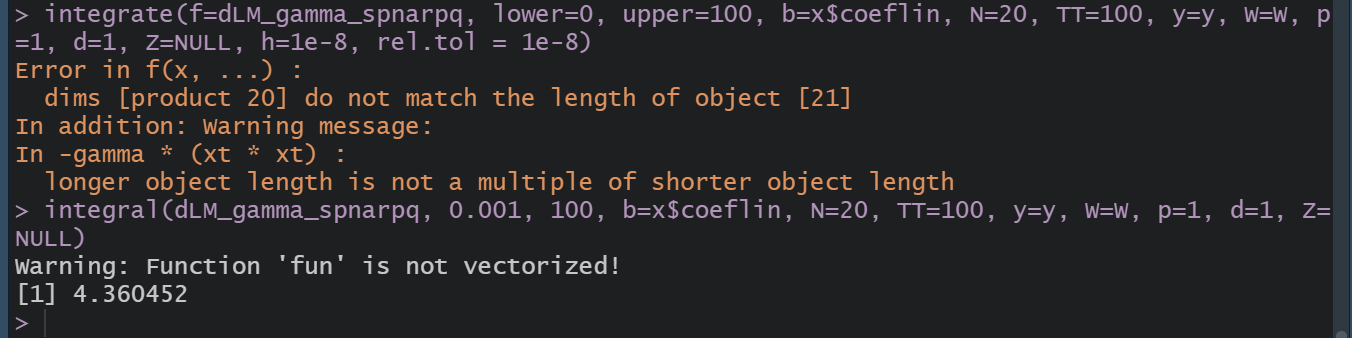 > integrate(f=dLM_gamma_spnarpq, lower=0, upper=100, b=x$coeflin, N=20, TT=100, y=y, W=W, p
=1, d=1, Z=NULL, h=1e-8, rel.tol = 1e-8)
Error in f(x, ...) :
  dims [product 20] do not match the length of object [21]
In addition: Warning message:
In -gamma * (xt * xt) :
  longer object length is not a multiple of shorter object length
> integral(dLM_gamma_spnarpq, 0.001, 100, b=x$coeflin, N=20, TT=100, y=y, W=W, p=1, d=1, Z=
NULL)
Warning: Function 'fun' is not vectorized!
[1] 4.360452
>